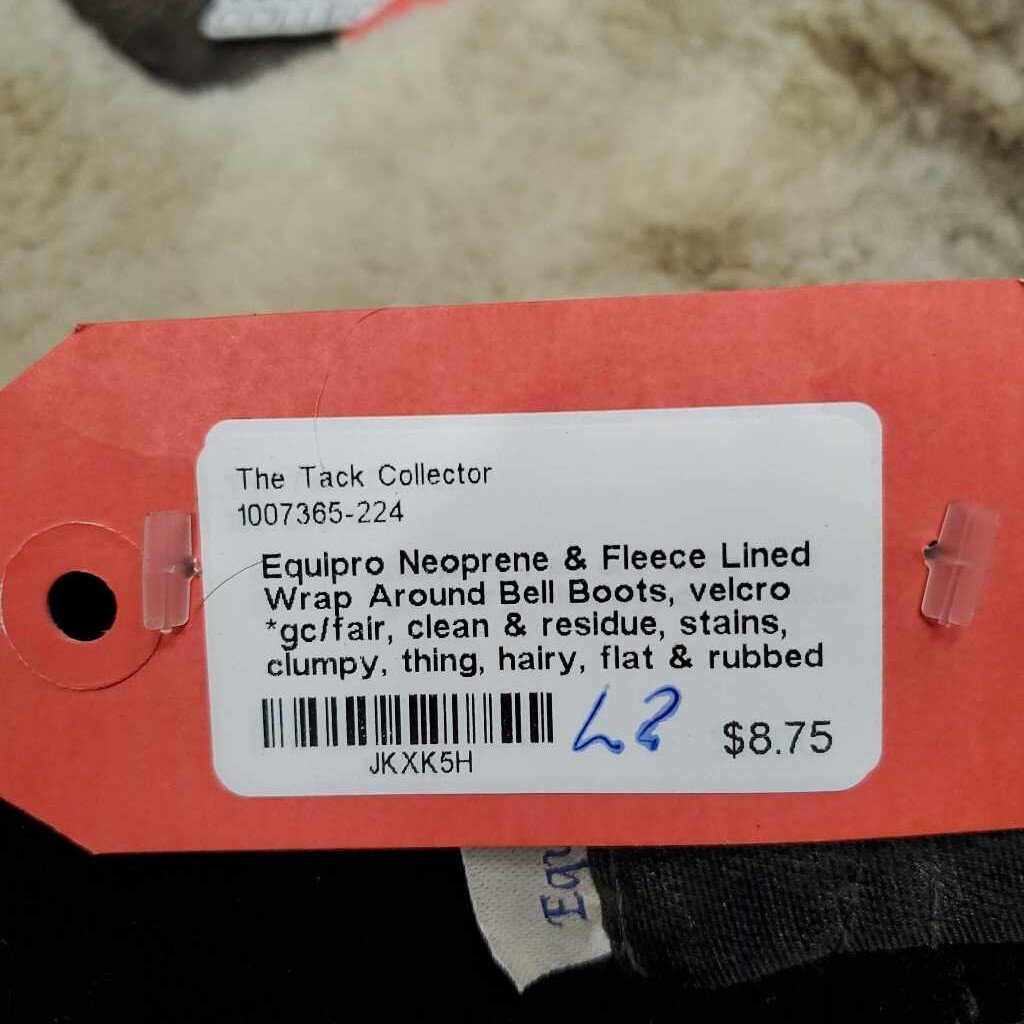 The Tack Collector
1007365-224
Equipro Neoprene & Fleece Lined
Wrap Around Bell Boots, velcro
*gc/fair, clean & residue, stains,
clumpy, thing, hairy, flat & rubbed
JKXK5H
L?
$8.75
Equ